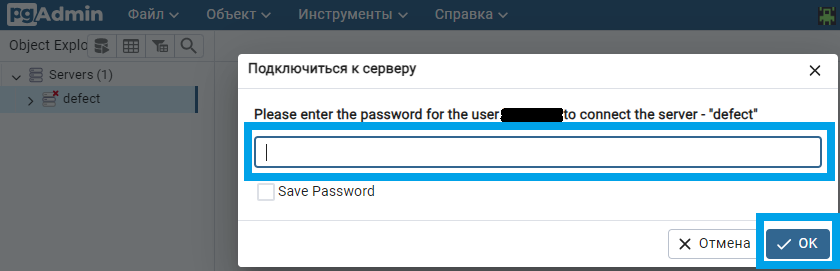 pgAdmin Файл Объект Инструменты Справка
Object Explo
Servers (1)
defect
Подключиться к серверу
Please enter the password for the user to connect the server - "defect"
Save Password
Отмена OK